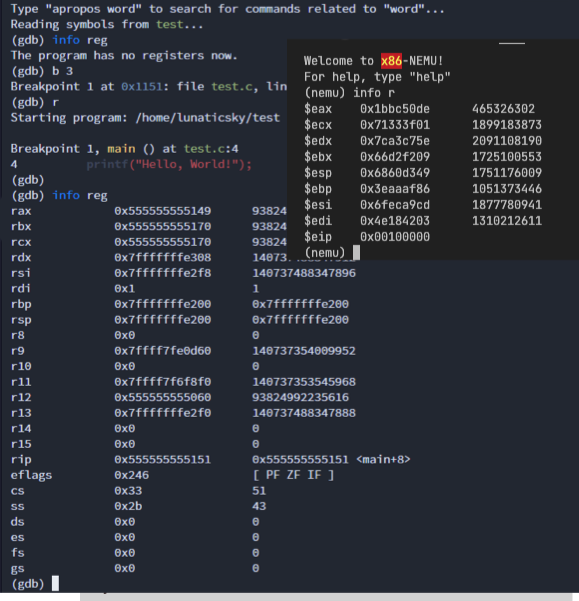 Type "apropos word" to search for commands related to "word"...
Reading symbols from test...
(gdb) info reg
The program has no registers now.
(gdb) b 3
Breakpoint 1 at 0x1151: file test.c, lin
(gdb) r
Starting program: /home/lunaticsky/test
Breakpoint 1, main () at test.c:4
4 printf("Hello, World!");
(gdb)
(gdb) info reg
rax 0x555555555149 93824
rbx 0x555555555170 93824
rcx 0x555555555170 93824
rdx 0x7fffffffe308
rsi 0x7fffffffe2f8 140737488347896
rdi 0x1 1
rbp 0x7fffffffe200 0x7fffffffe200
rsp 0x7fffffffe200 0x7fffffffe200
r8 0x0 0
r9 0x7ffff7fe0d60 140737354009952
r10 0x0 0
r11 0x7ffff7f6f8f0 140737353545968
r12 0x555555555060 93824992235616
r13 0x7fffffffe2f0 140737488347888
r14 0x0 0
r15 0x0 0
rip 0x555555555151 0x555555555151 <main+8>
eflags 0x246 [ PF ZF IF ]
cs 0x33 51
ss 0x2b 43
ds 0x0 0
es 0x0 0
fs 0x0 0
gs 0x0 0
(gdb)
Welcome to x86-NEMU!
For help, type "help"
(nemu) info r
$eax 0x1bbc50de 465326302
$ecx 0x71333f01 1899183873
$edx 0x7ca3c75e 2091108190
$ebx 0x66d2f209 1725100553
$esp 0x6860d349 1751176009
$ebp 0x3eaaaf86 1051373446
$esi 0x6feca9cd 1877780941
$edi 0x4e184203 1310212611
$eip 0x00100000
(nemu)